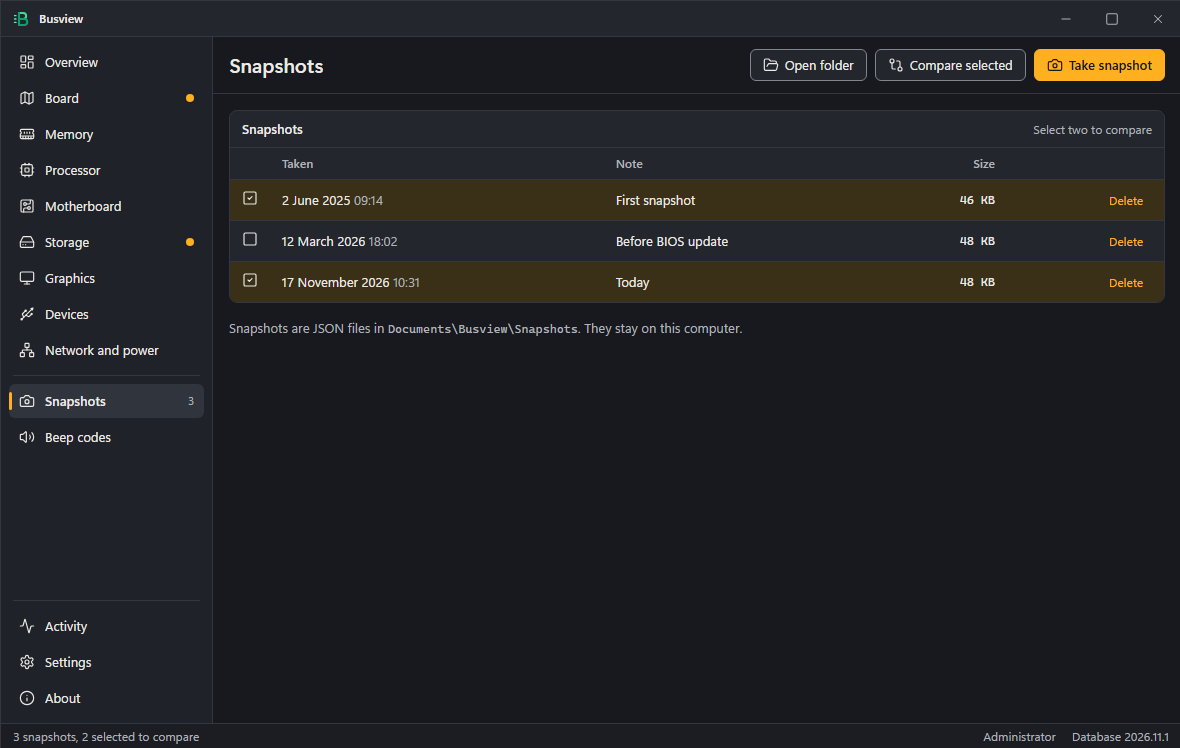 Busview
Overview
Board
Memory
Processor
Motherboard
Storage
Graphics
Devices
Network and power
Snapshots 3
Beep codes
Activity
Settings
About
Snapshots
Open folder
Compare selected
Take snapshot
Snapshots Select two to compare
Taken Note Size
2 June 2025 09:14 First snapshot 46 KB Delete
12 March 2026 18:02 Before BIOS update 48 KB Delete
17 November 2026 10:31 Today 48 KB Delete
Snapshots are JSON files in Documents\Busview\Snapshots. They stay on this computer.
3 snapshots, 2 selected to compare Administrator Database 2026.11.1